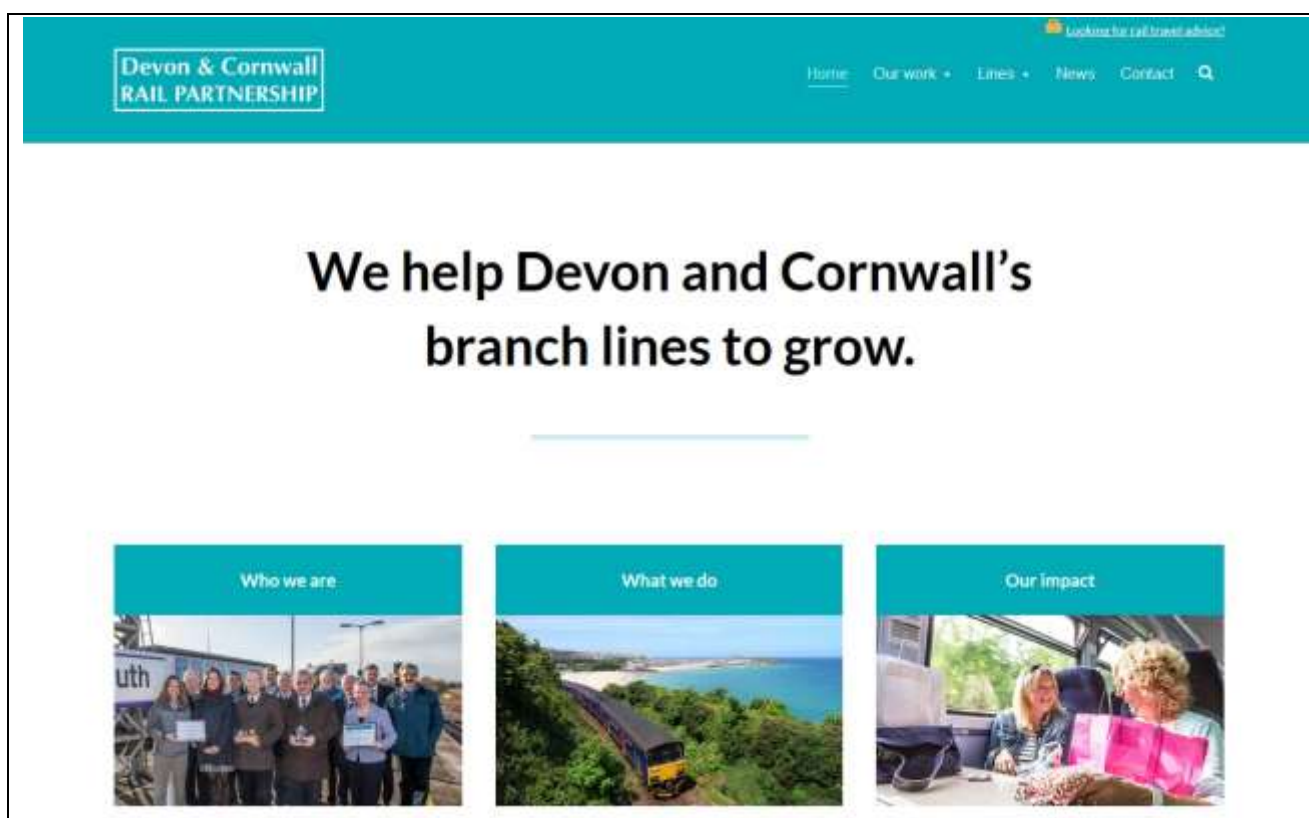 Looking for rail travel advice?
Devon & Cornwall
RAIL PARTNERSHIP
Home Our work Lines News Contact
We help Devon and Cornwall's
branch lines to grow.
Who we are
What we do
Our impact
uth